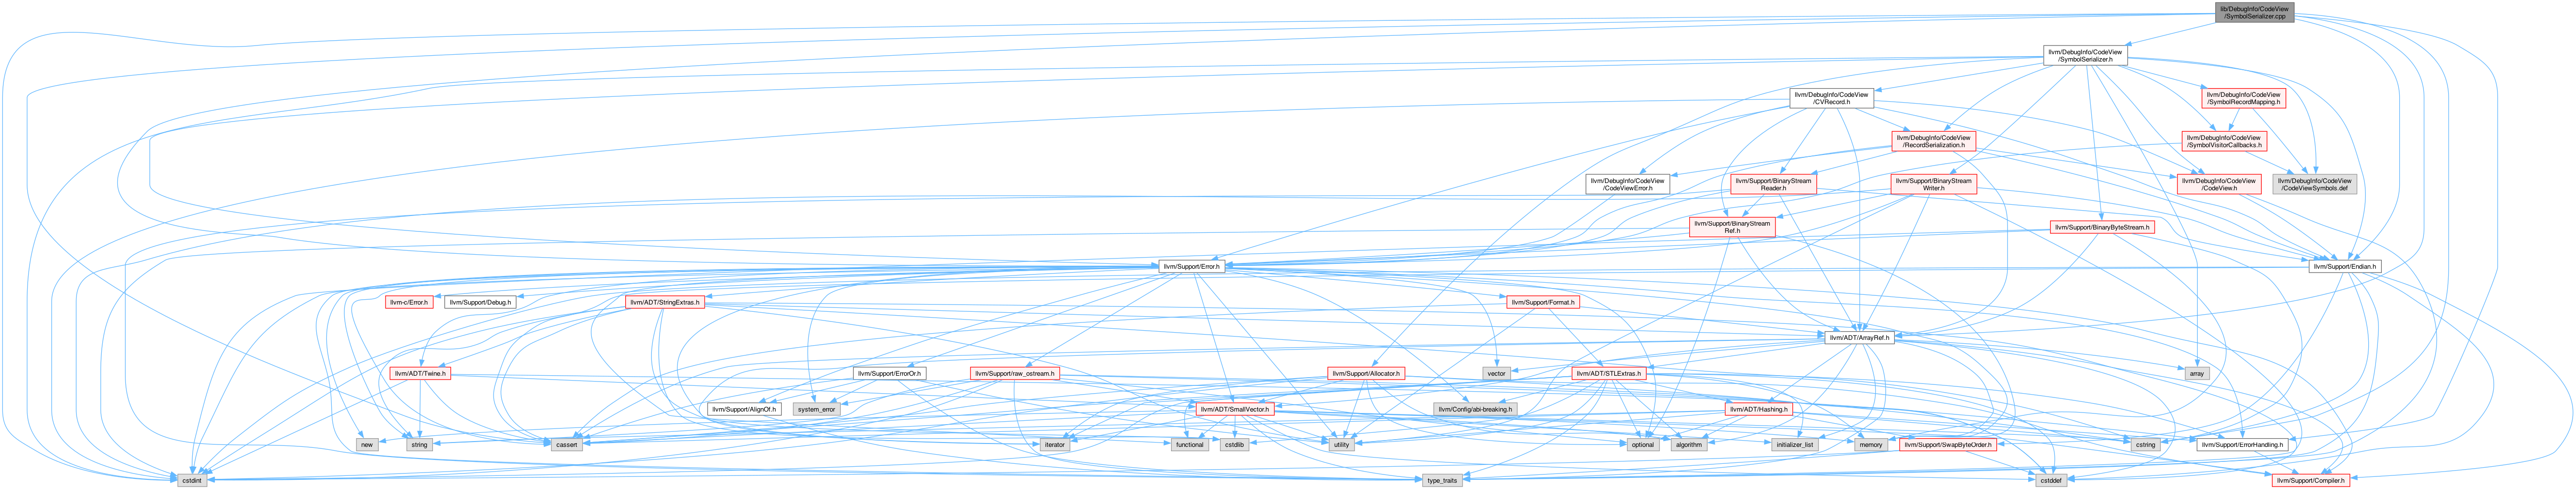 lib/DebugInfo/CodeView
/SymbolSerializer.cpp
llvm/DebugInfo/CodeView
/SymbolSerializer.h
llvm/DebugInfo/CodeView
/CVRecord.h
llvm/DebugInfo/CodeView
/SymbolRecordMapping.h
llvm/DebugInfo/CodeView
/RecordSerialization.h
llvm/DebugInfo/CodeView
/SymbolVisitorCallbacks.h
llvm/DebugInfo/CodeView
/CodeViewError.h
llvm/Support/BinaryStream
Reader.h
llvm/Support/BinaryStream
Writer.h
llvm/DebugInfo/CodeView
/CodeView.h
llvm/DebugInfo/CodeView
/CodeViewSymbols.def
llvm/Support/BinaryStream
Ref.h
llvm/Support/BinaryByteStream.h
llvm/Support/Error.h
llvm/Support/Endian.h
llvm-c/Error.h
llvm/Support/Debug.h
llvm/ADT/StringExtras.h
llvm/Support/Format.h
llvm/ADT/ArrayRef.h
llvm/ADT/Twine.h
llvm/Support/ErrorOr.h
llvm/Support/raw_ostream.h
llvm/Support/Allocator.h
vector
llvm/ADT/STLExtras.h
array
llvm/Support/AlignOf.h
system_error
llvm/ADT/SmallVector.h
llvm/Config/abi-breaking.h
llvm/ADT/Hashing.h
new
string
cassert
iterator
functional
cstdlib
utility
optional
algorithm
initializer_list
memory
llvm/Support/SwapByteOrder.h
cstring
llvm/Support/ErrorHandling.h
cstdint
type_traits
cstddef
llvm/Support/Compiler.h